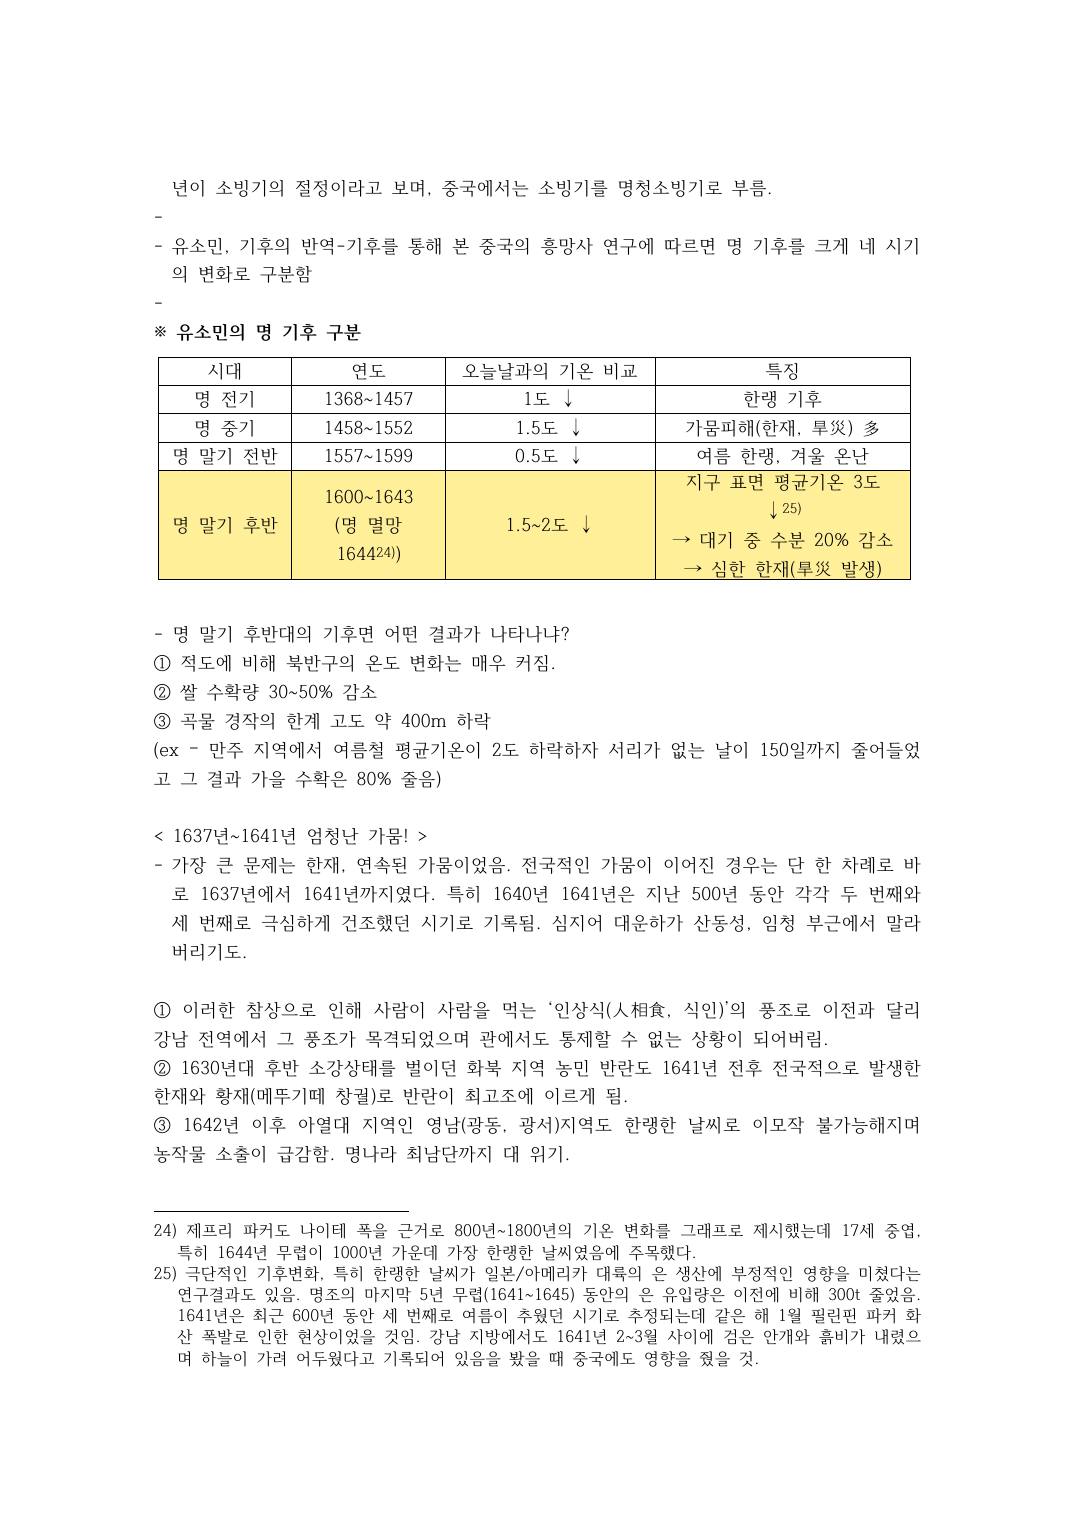 년이 소빙기의 절정이라고 보며, 중국에서는 소빙기를 명청소빙기로 부름.
-
- 유소민, 기후의 반역-기후를 통해 본 중국의 흥망사 연구에 따르면 명 기후를 크게 네 시기
의 변화로 구분함
-
※ 유소민의 명 기후 구분
시대 연도 오늘날과의 기온 비교 특징
명 전기 1368~1457 1도 ↓ 한랭 기후
명 중기 1458~1552 1.5도 ↓ 가뭄피해(한재, 旱災) 多
명 말기 전반 1557~1599 0.5도 ↓ 여름 한랭, 겨울 온난
명 말기 후반
1600~1643
(명 멸망
164424))
1.5~2도 ↓
지구 표면 평균기온 3도
↓25)
→ 대기 중 수분 20% 감소
→ 심한 한재(旱災 발생)
- 명 말기 후반대의 기후면 어떤 결과가 나타나냐?
① 적도에 비해 북반구의 온도 변화는 매우 커짐.
② 쌀 수확량 30~50% 감소
③ 곡물 경작의 한계 고도 약 400m 하락
(ex - 만주 지역에서 여름철 평균기온이 2도 하락하자 서리가 없는 날이 150일까지 줄어들었
고 그 결과 가을 수확은 80% 줄음)
< 1637년~1641년 엄청난 가뭄! >
- 가장 큰 문제는 한재, 연속된 가뭄이었음. 전국적인 가뭄이 이어진 경우는 단 한 차례로 바
로 1637년에서 1641년까지였다. 특히 1640년 1641년은 지난 500년 동안 각각 두 번째와
세 번째로 극심하게 건조했던 시기로 기록됨. 심지어 대운하가 산동성, 임청 부근에서 말라
버리기도.
① 이러한 참상으로 인해 사람이 사람을 먹는 ‘인상식(人相食, 식인)’의 풍조로 이전과 달리
강남 전역에서 그 풍조가 목격되었으며 관에서도 통제할 수 없는 상황이 되어버림.
② 1630년대 후반 소강상태를 벌이던 화북 지역 농민 반란도 1641년 전후 전국적으로 발생한
한재와 황재(메뚜기떼 창궐)로 반란이 최고조에 이르게 됨.
③ 1642년 이후 아열대 지역인 영남(광동, 광서)지역도 한랭한 날씨로 이모작 불가능해지며
농작물 소출이 급감함. 명나라 최남단까지 대 위기.
24) 제프리 파커도 나이테 폭을 근거로 800년~1800년의 기온 변화를 그래프로 제시했는데 17세 중엽,
특히 1644년 무렵이 1000년 가운데 가장 한랭한 날씨였음에 주목했다.
25) 극단적인 기후변화, 특히 한랭한 날씨가 일본/아메리카 대륙의 은 생산에 부정적인 영향을 미쳤다는
연구결과도 있음. 명조의 마지막 5년 무렵(1641~1645) 동안의 은 유입량은 이전에 비해 300t 줄었음.
1641년은 최근 600년 동안 세 번째로 여름이 추웠던 시기로 추정되는데 같은 해 1월 필린핀 파커 화
산 폭발로 인한 현상이었을 것임. 강남 지방에서도 1641년 2~3월 사이에 검은 안개와 흙비가 내렸으
며 하늘이 가려 어두웠다고 기록되어 있음을 봤을 때 중국에도 영향을 줬을 것.